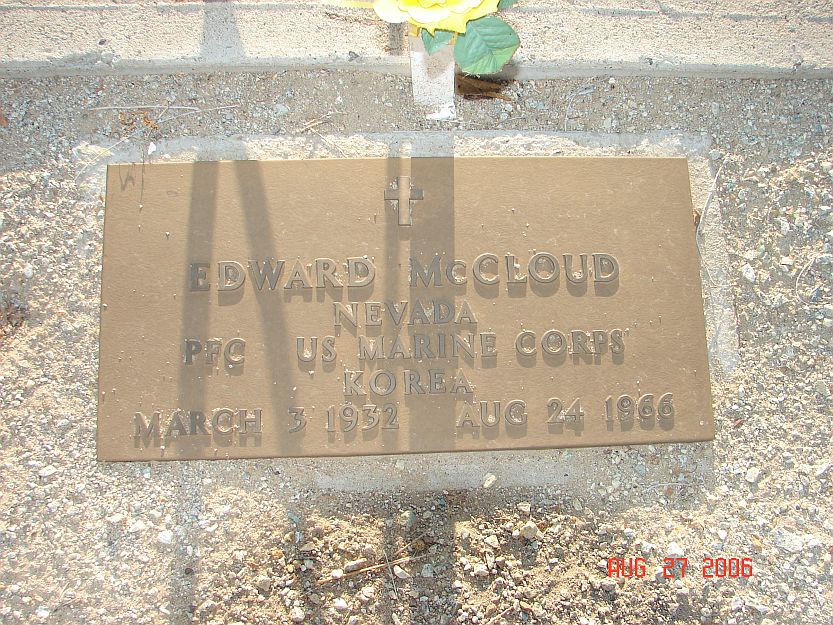 EDWARD McCLOUD
NEVADA
PFC US MARINE CORPS
KOREA
MARCH 3 1932 AUG 24 1966
AUG 27 2006